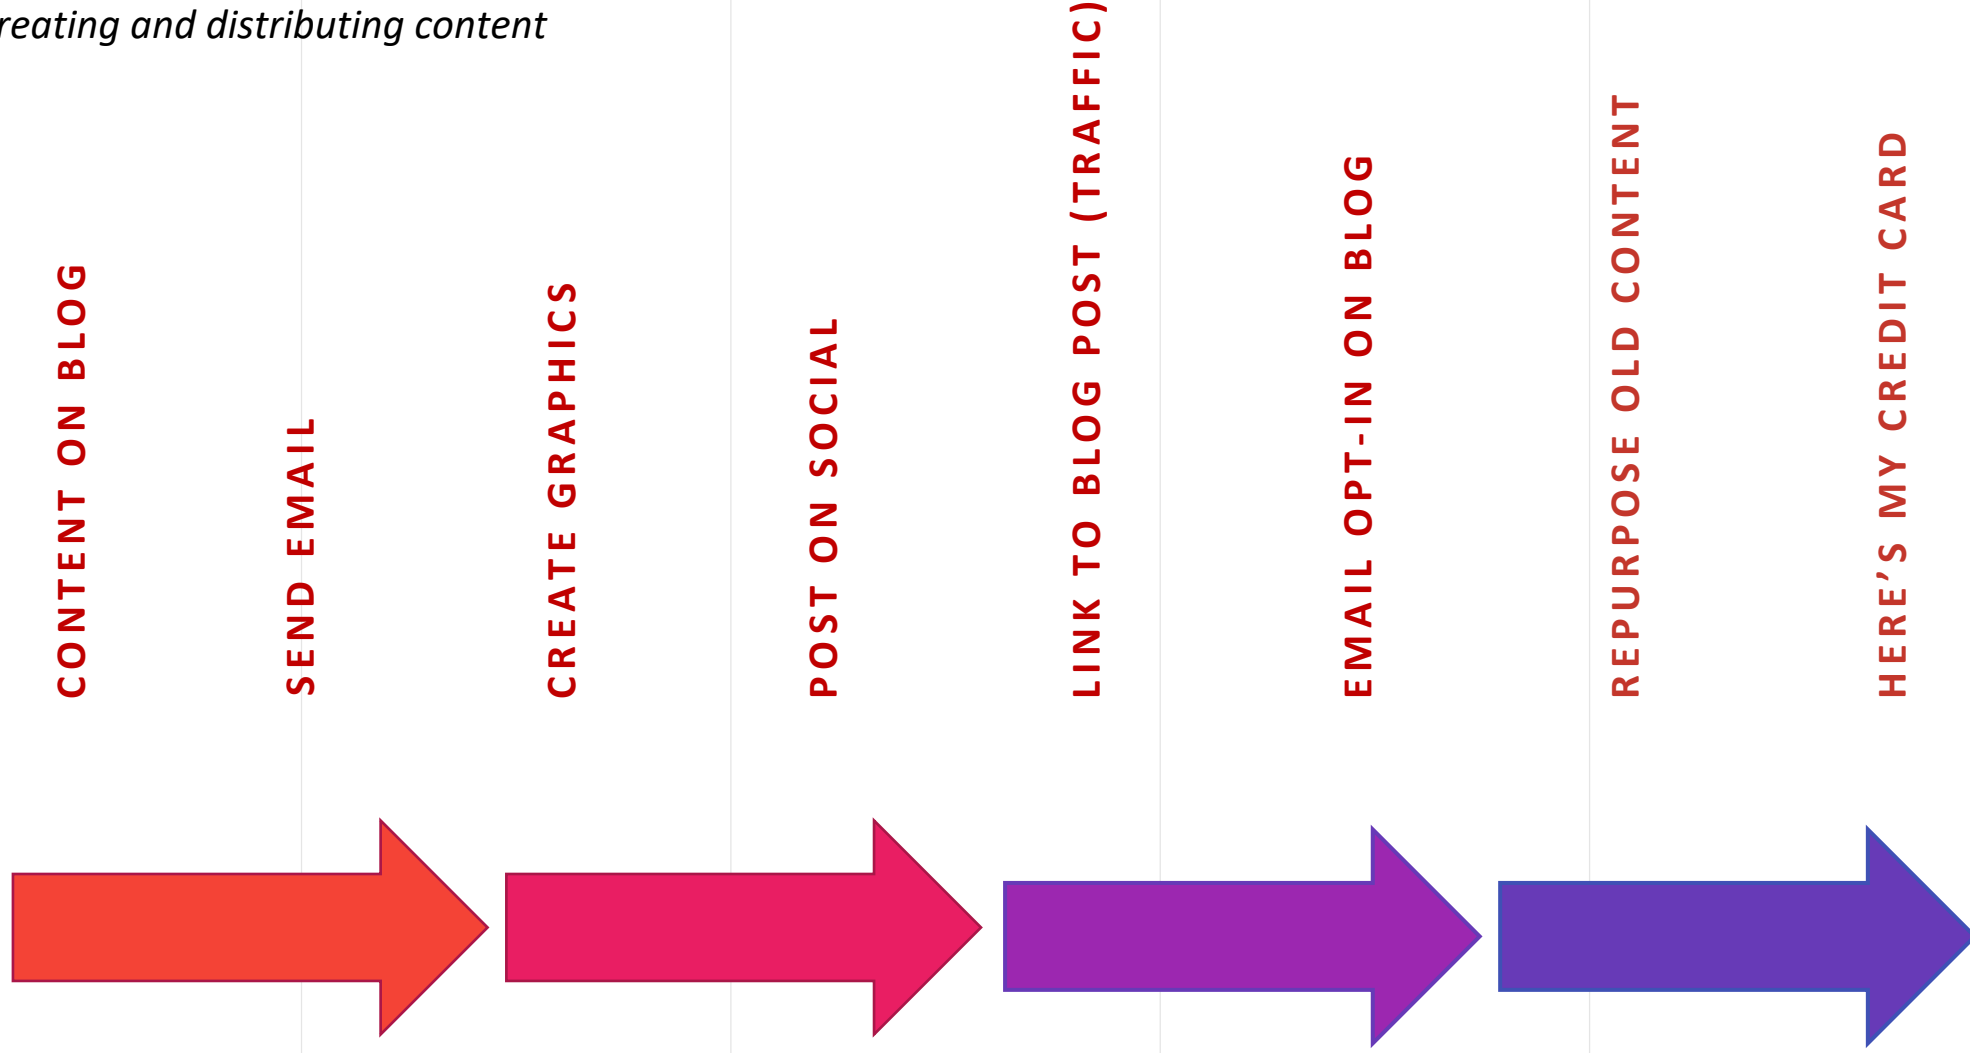 reating and distributing content
CONTENT ON BLOG
SEND EMAIL
CREATE GRAPHICS
POST ON SOCIAL
LINK TO BLOG POST (TRAFFIC)
EMAIL OPT-IN ON BLOG
REPURPOSE OLD CONTENT
HERE’S MY CREDIT CARD